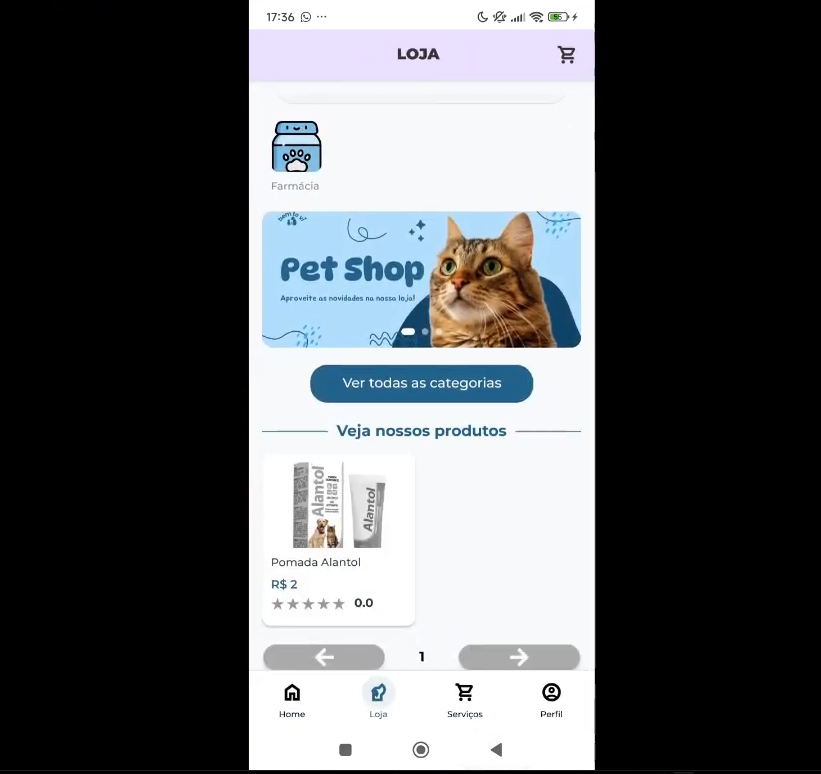 17:36
56
LOJA
Farmácia
Pet Shop
Aproveite as novidades na nossa loja!
Ver todas as categorias
Veja nossos produtos
Alantol
Alantol
Pomada Alantol
R$ 2
0.0
1
Home
Loja
Serviços
Perfil